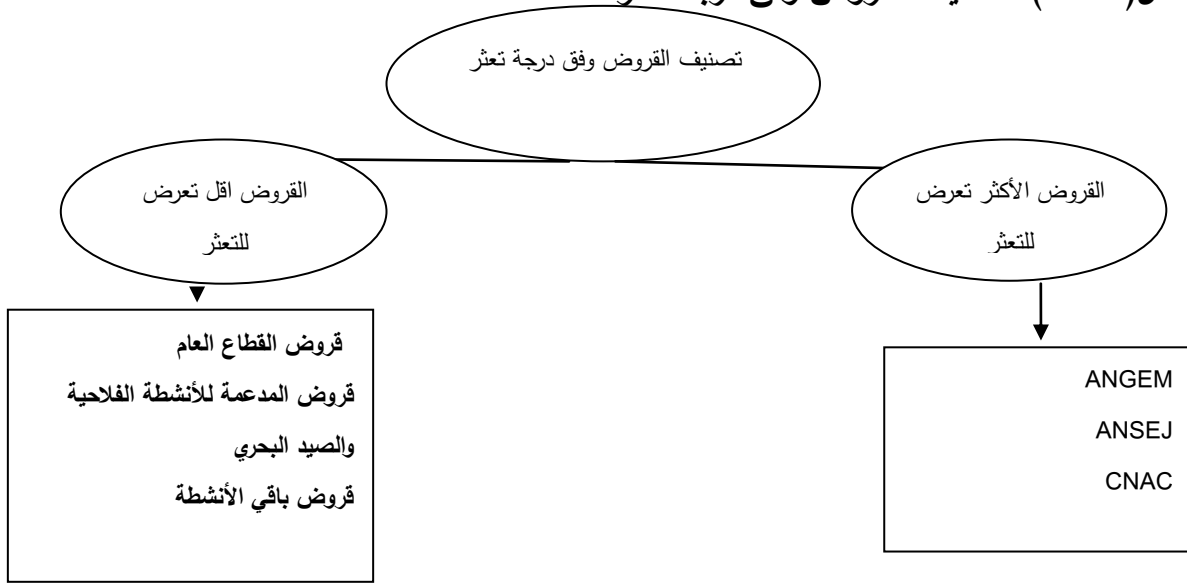 تصنيف القروض وفق درجة تعثر
القروض الأكثر تعرض
للتعثر
القروض اقل تعرض
للتعثر
ANGEM
ANSEJ
CNAC
قروض القطاع العام
قروض المدعمة للأنشطة الفلاحية
والصيد البحري
قروض باقي الأنشطة